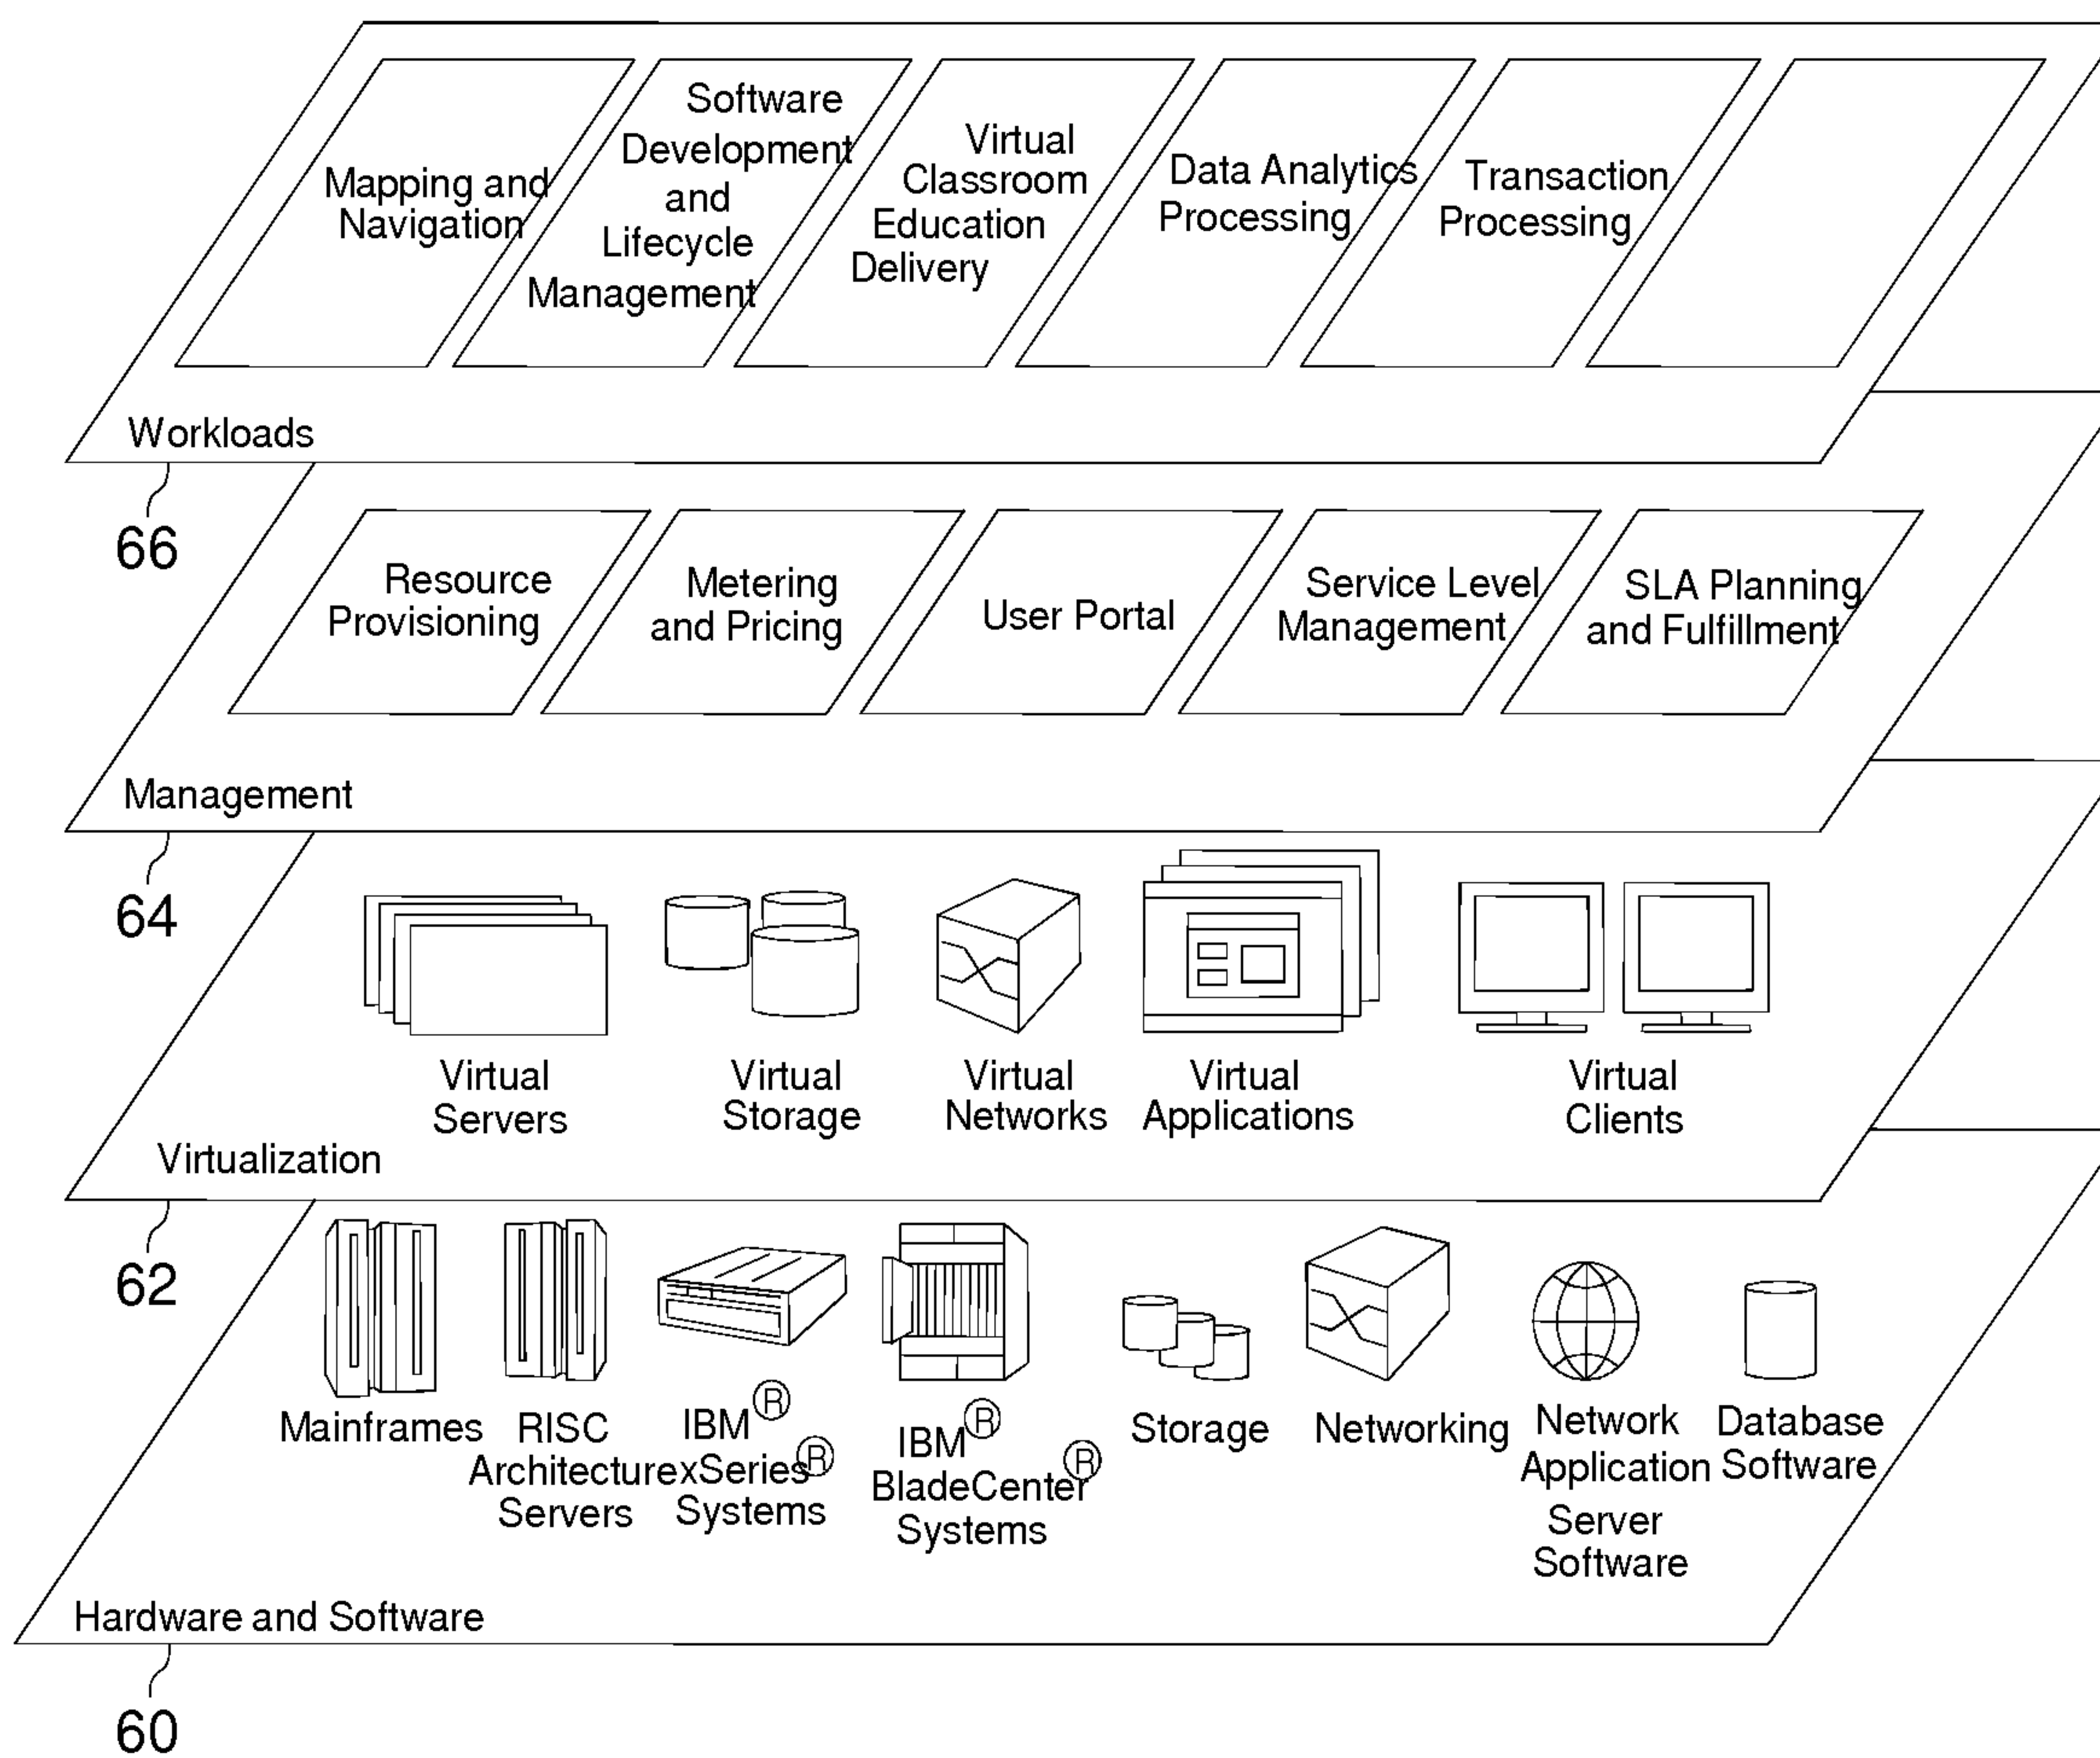 Mapping and
Navigation
Software
Development
and
Lifecycle
Management
Virtual
Classroom
Education
Delivery
Data Analytics
Processing
Transaction
Processing
Workloads
66
Resource
Provisioning
Metering
and Pricing
User Portal
Service Level
Management
SLA Planning
and Fulfillment
Management
64
Virtual
Servers
Virtual
Storage
Virtual
Networks
Virtual
Applications
Virtual
Clients
Virtualization
62
Mainframes
RISC
Architecture
Servers
IBM®
xSeries®
Systems
IBM®
BladeCenter®
Systems
Storage
Networking
Network
Application
Server
Software
Database
Software
Hardware and Software
60